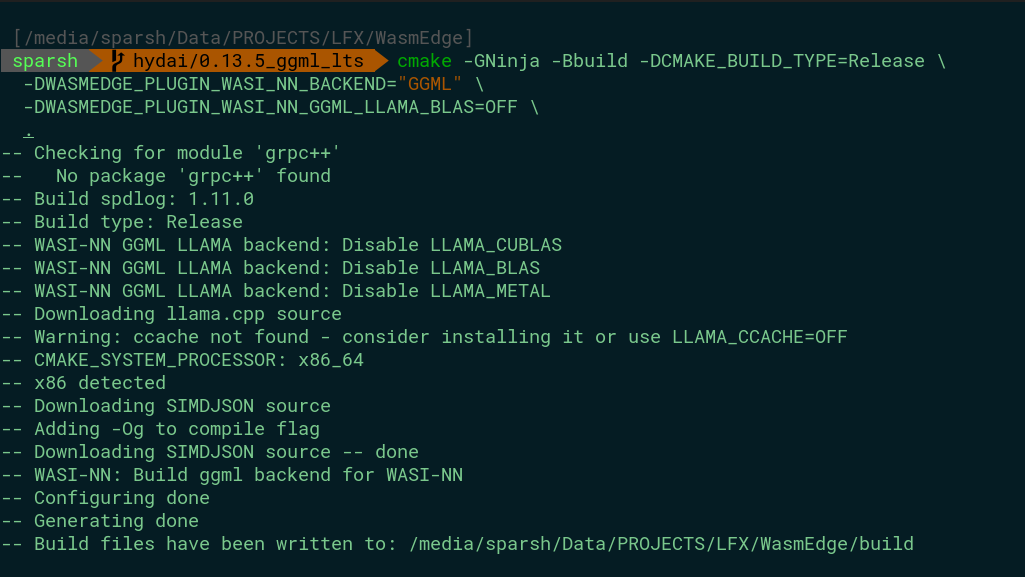 [/media/sparsh/Data/PROJECTS/LFX/WasmEdge]
sparsh hydai/0.13.5_ggml_lts cmake -GNinja -Bbuild -DCMAKE_BUILD_TYPE=Release \
-DWASMEDGE_PLUGIN_WASI_NN_BACKEND="GGML" \
-DWASMEDGE_PLUGIN_WASI_NN_GGML_LLAMA_BLAS=OFF \
.
-- Checking for module 'grpc++'
--   No package 'grpc++' found
-- Build spdlog: 1.11.0
-- Build type: Release
-- WASI-NN GGML LLAMA backend: Disable LLAMA_CUBLAS
-- WASI-NN GGML LLAMA backend: Disable LLAMA_BLAS
-- WASI-NN GGML LLAMA backend: Disable LLAMA_METAL
-- Downloading llama.cpp source
-- Warning: ccache not found - consider installing it or use LLAMA_CCACHE=OFF
-- CMAKE_SYSTEM_PROCESSOR: x86_64
-- x86 detected
-- Downloading SIMDJSON source
-- Adding -Og to compile flag
-- Downloading SIMDJSON source -- done
-- WASI-NN: Build ggml backend for WASI-NN
-- Configuring done
-- Generating done
-- Build files have been written to: /media/sparsh/Data/PROJECTS/LFX/WasmEdge/build